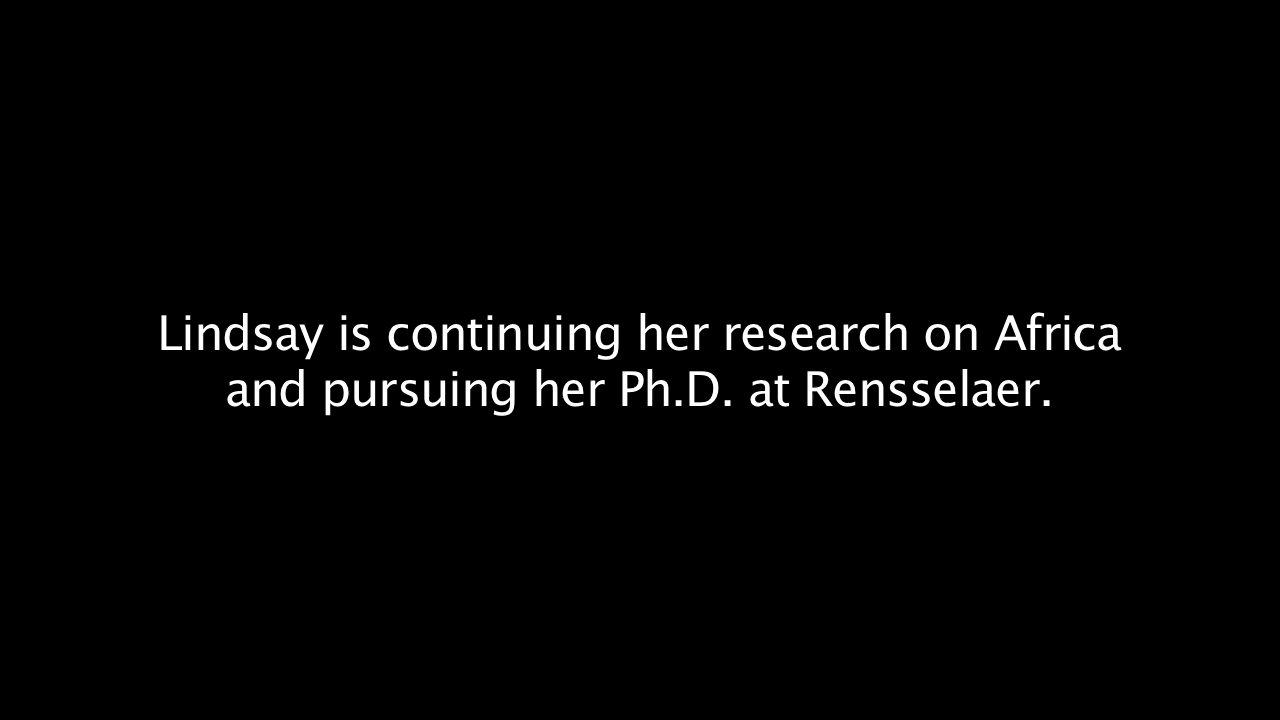 Lindsay is continuing her research on Africa
and pursuing her Ph.D. at Rensselaer.